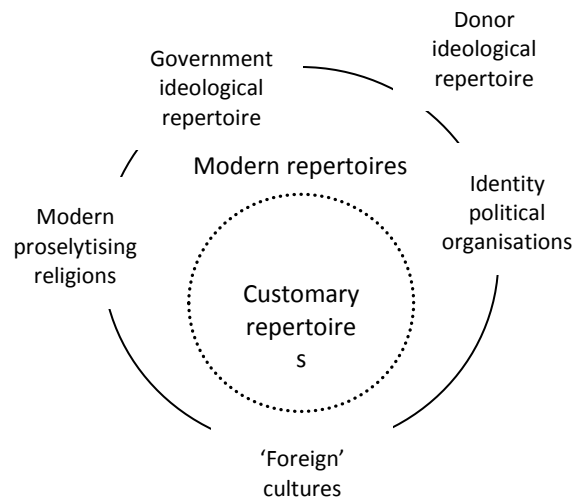 Donor
ideological
repertoire
Government
ideological
repertoire
Modern repertoires
Identity
political
organisations
Modern
proselytising
religions
Customary
repertoire
s
‘Foreign’
cultures